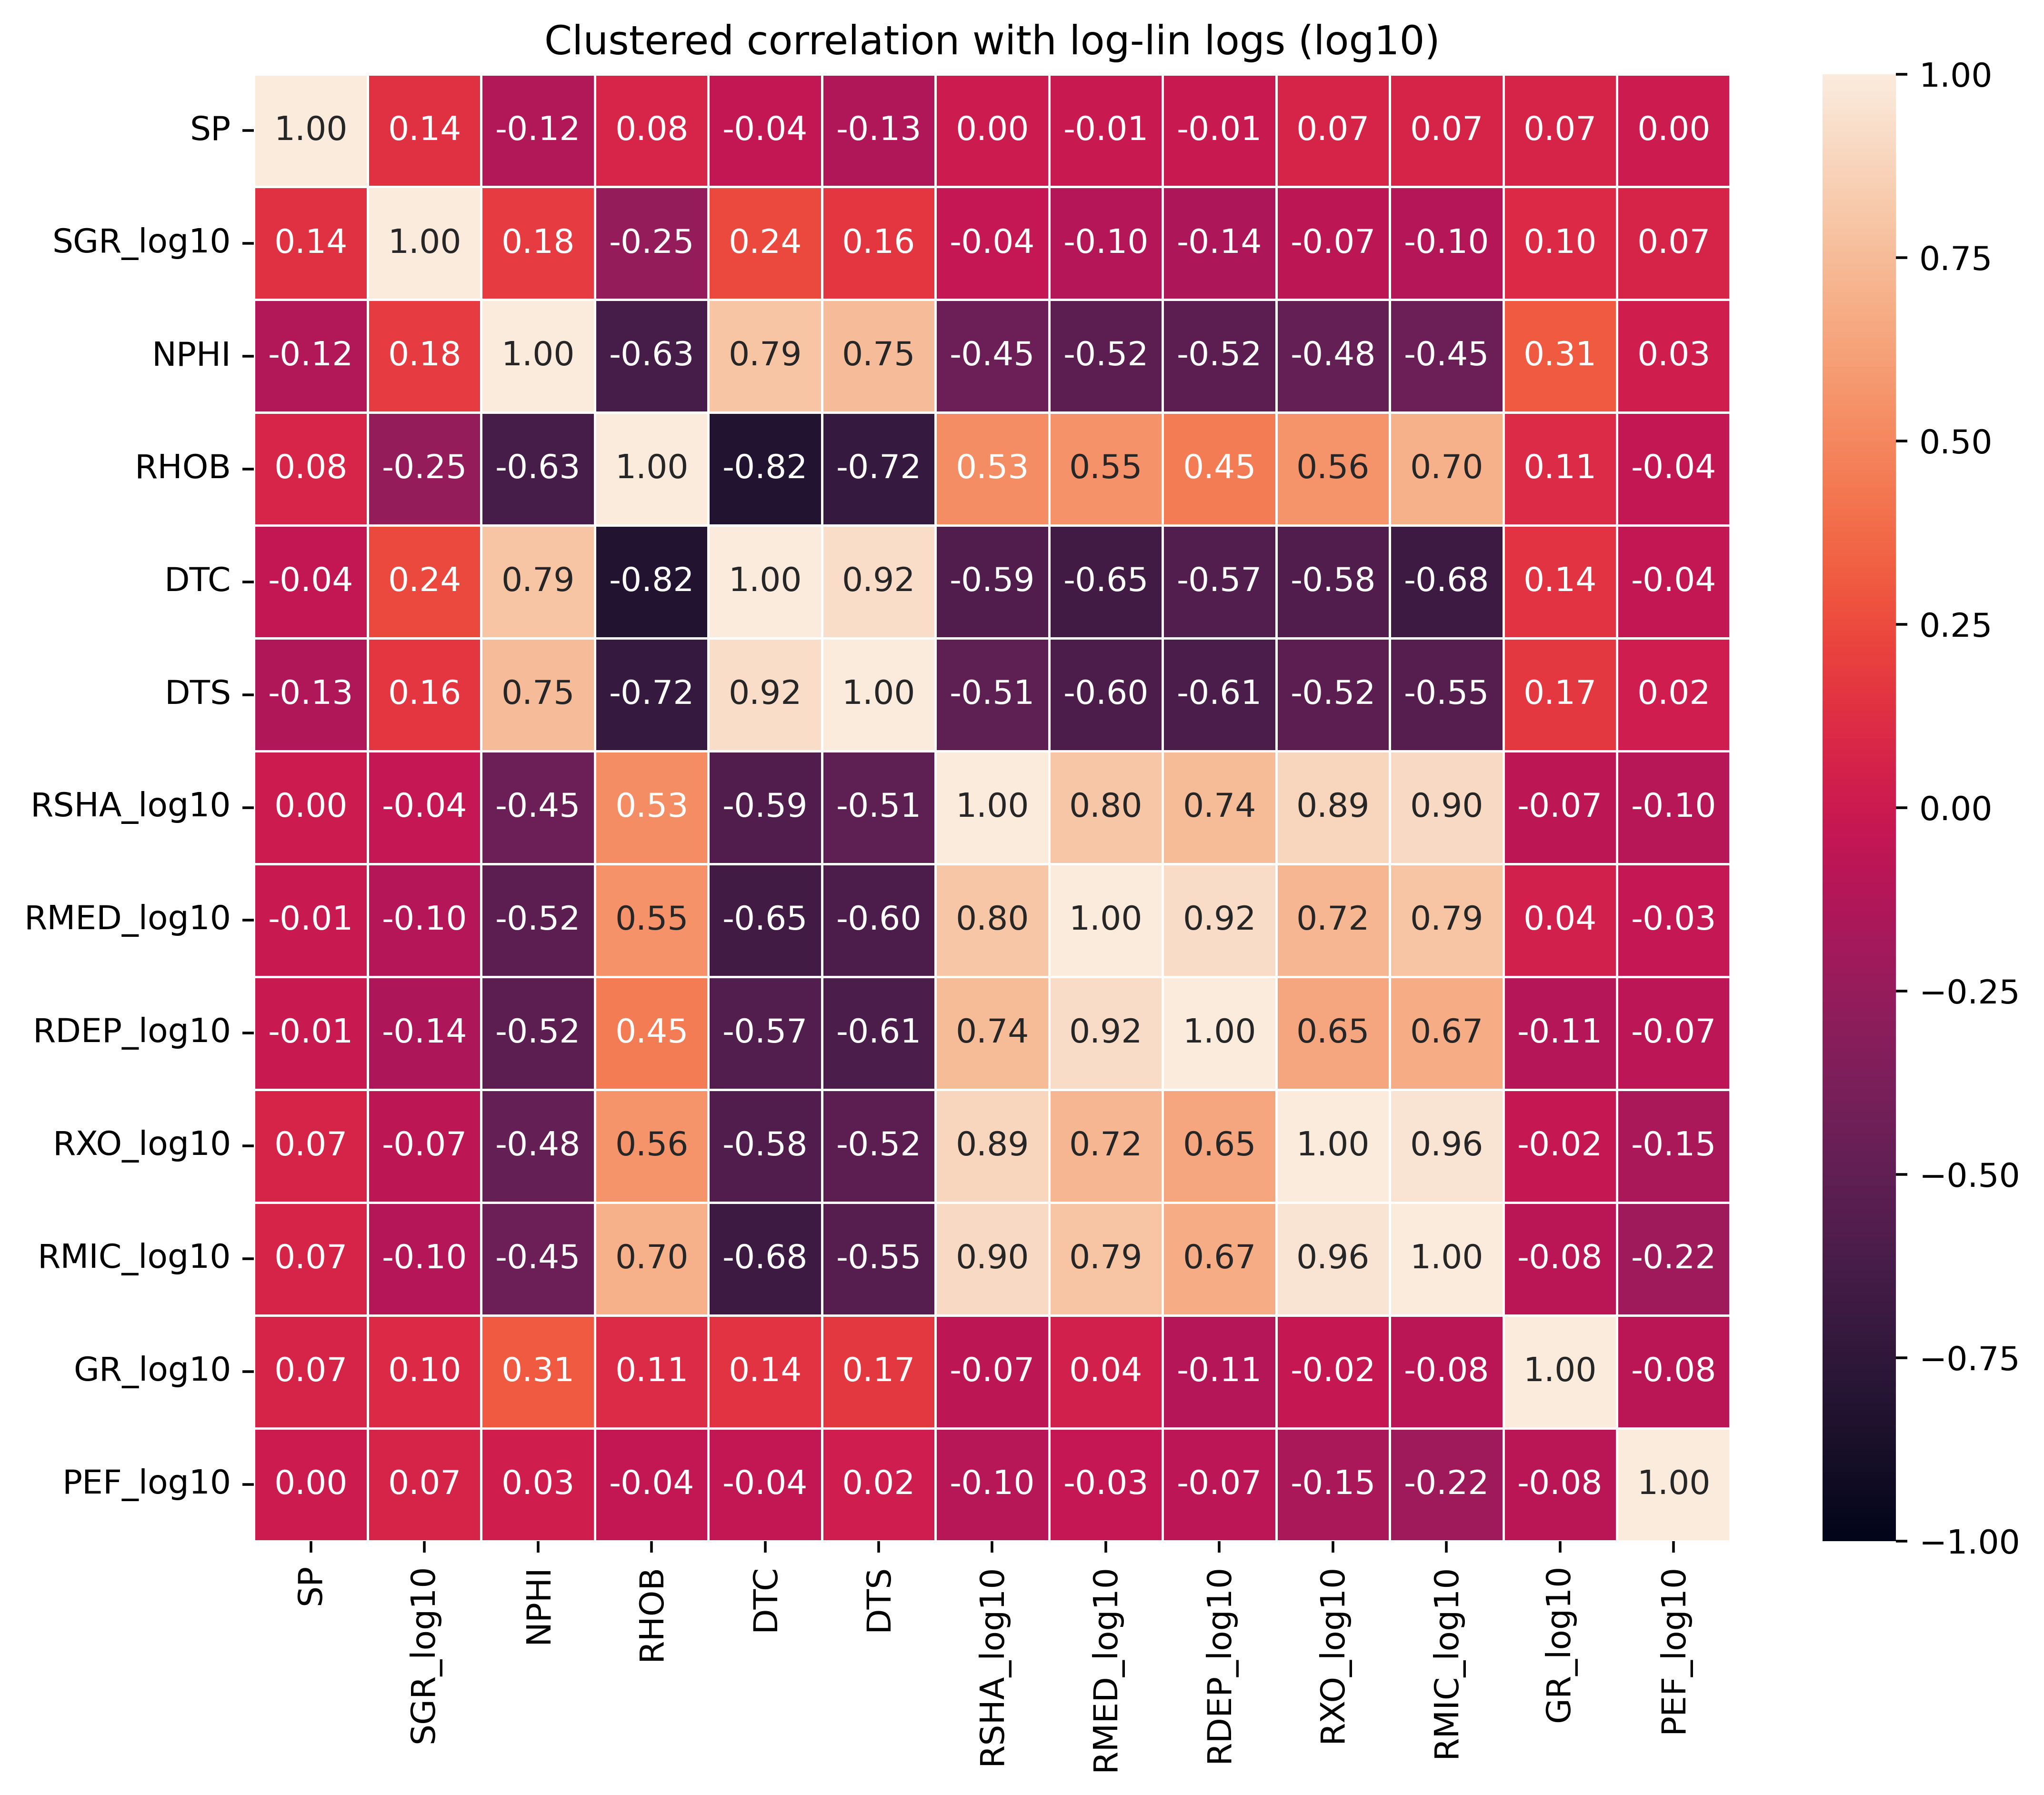 Clustered correlation with log-lin logs (log10)
SP 1.00 0.14 -0.12 0.08 -0.04 -0.13 0.00 -0.01 -0.01 0.07 0.07 0.07 0.00
SGR_log10 0.14 1.00 0.18 -0.25 0.24 0.16 -0.04 -0.10 -0.14 -0.07 -0.10 0.10 0.07
NPHI -0.12 0.18 1.00 -0.63 0.79 0.75 -0.45 -0.52 -0.52 -0.48 -0.45 0.31 0.03
RHOB 0.08 -0.25 -0.63 1.00 -0.82 -0.72 0.53 0.55 0.45 0.56 0.70 0.11 -0.04
DTC -0.04 0.24 0.79 -0.82 1.00 0.92 -0.59 -0.65 -0.57 -0.58 -0.68 0.14 -0.04
DTS -0.13 0.16 0.75 -0.72 0.92 1.00 -0.51 -0.60 -0.61 -0.52 -0.55 0.17 0.02
RSHA_log10 0.00 -0.04 -0.45 0.53 -0.59 -0.51 1.00 0.80 0.74 0.89 0.90 -0.07 -0.10
RMED_log10 -0.01 -0.10 -0.52 0.55 -0.65 -0.60 0.80 1.00 0.92 0.72 0.79 0.04 -0.03
RDEP_log10 -0.01 -0.14 -0.52 0.45 -0.57 -0.61 0.74 0.92 1.00 0.65 0.67 -0.11 -0.07
RXO_log10 0.07 -0.07 -0.48 0.56 -0.58 -0.52 0.89 0.72 0.65 1.00 0.96 -0.02 -0.15
RMIC_log10 0.07 -0.10 -0.45 0.70 -0.68 -0.55 0.90 0.79 0.67 0.96 1.00 -0.08 -0.22
GR_log10 0.07 0.10 0.31 0.11 0.14 0.17 -0.07 0.04 -0.11 -0.02 -0.08 1.00 -0.08
PEF_log10 0.00 0.07 0.03 -0.04 -0.04 0.02 -0.10 -0.03 -0.07 -0.15 -0.22 -0.08 1.00
SP SGR_log10 NPHI RHOB DTC DTS RSHA_log10 RMED_log10 RDEP_log10 RXO_log10 RMIC_log10 GR_log10 PEF_log10
1.00
0.75
0.50
0.25
0.00
−0.25
−0.50
−0.75
−1.00